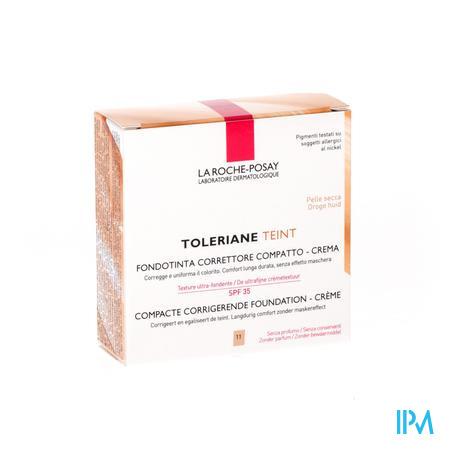 Pigmenti testati su
soggetti allergici
al nickel
LA ROCHE-POSAY
LABORATOIRE DERMATOLOGIQUE
Pelle secca
Droge huid
TOLERIANE TEINT
FONDOTINTA CORRETTORE COMPATTO - CREMA
Corregge e uniforma il colorito. Comfort lunga durata, senza effetto maschera
Texture ultra-fondente / De ultrafijne crèmetextuur
SPF 35
COMPACTE CORRIGERENDE FOUNDATION - CRÈME
Corrigeert en egaliseert de teint. Langdurig comfort zonder maskereffect
11
Senza profumo / Senza conservanti
Zonder parfum / Zonder bewaarmiddel
IPM